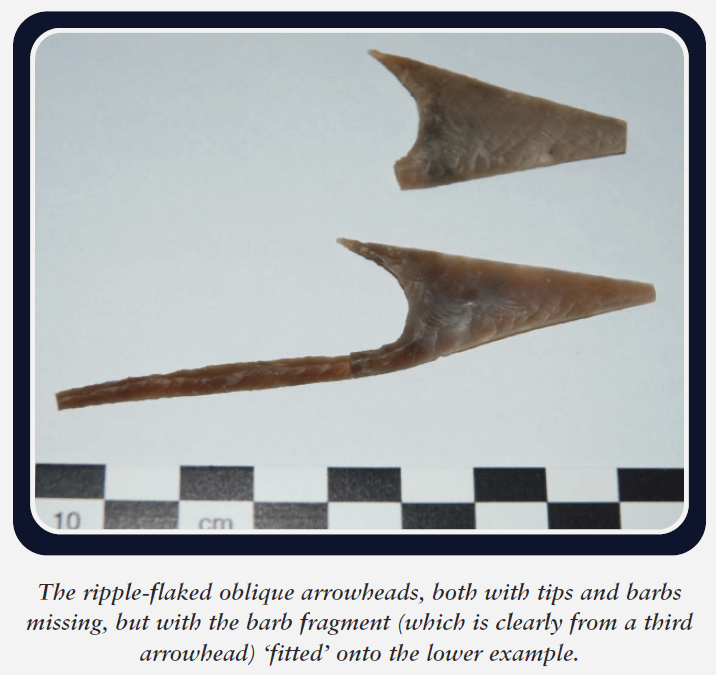 10
cm
The ripple-flaked oblique arrowheads, both with tips and barbs
missing, but with the barb fragment (which is clearly from a third
arrowhead) ‘fitted’ onto the lower example.